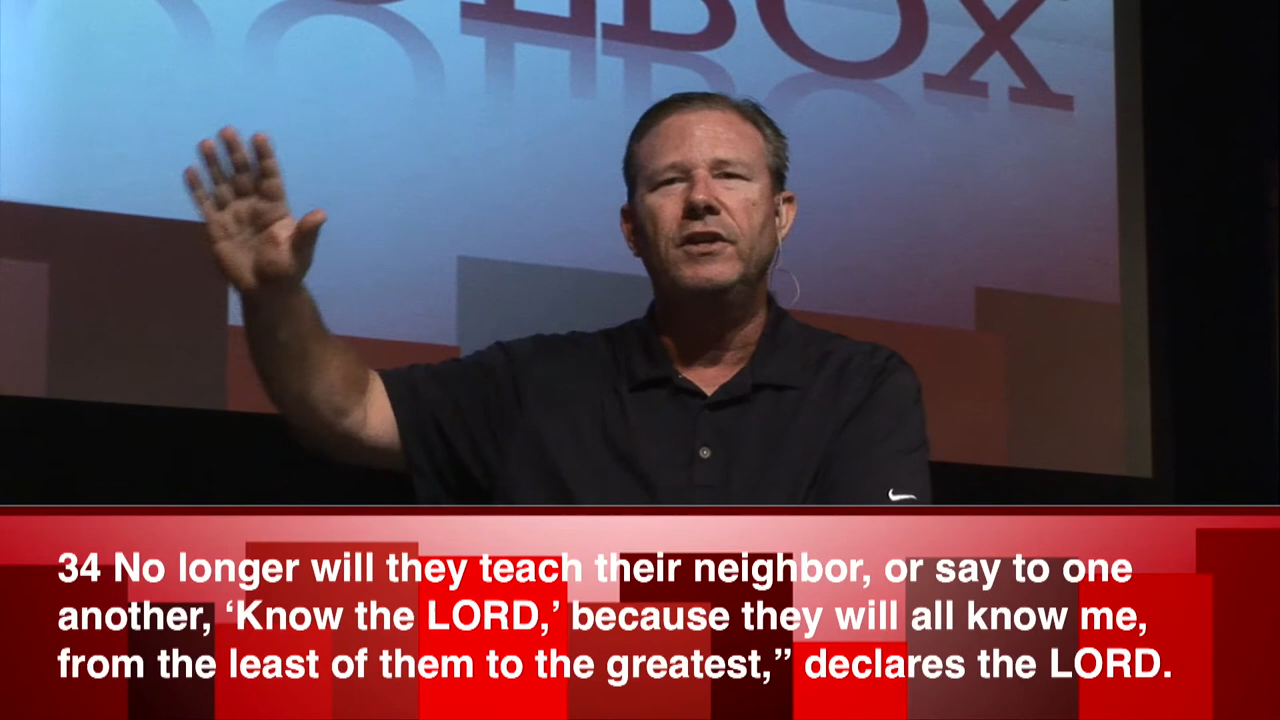 BOX
34 No longer will they teach their neighbor, or say to one
another, ‘Know the LORD,’ because they will all know me,
from the least of them to the greatest,” declares the LORD.